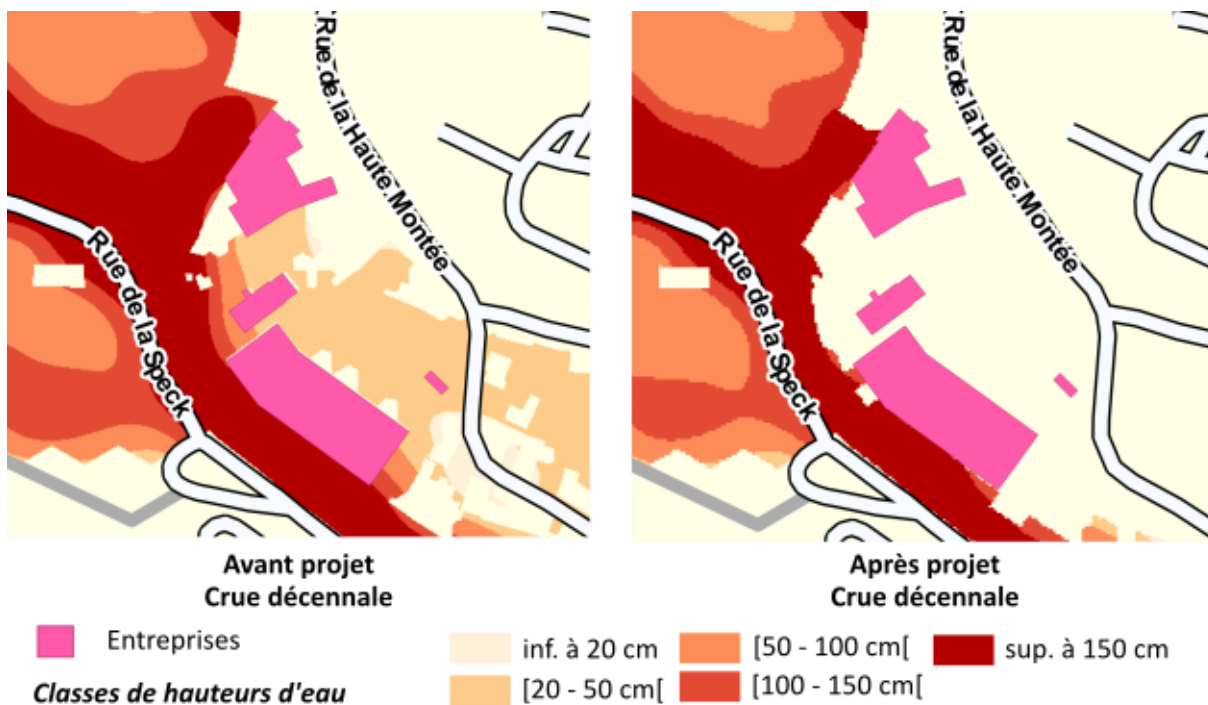 Rue de la Haute Montée
Rue de la Speck
Rue de la Haute Montée
Rue de la Speck
Avant projet
Crue décennale
Après projet
Crue décennale
Entreprises
Classes de hauteurs d'eau
inf. à 20 cm
[20 - 50 cm[
[50 - 100 cm[
[100 - 150 cm[
sup. à 150 cm